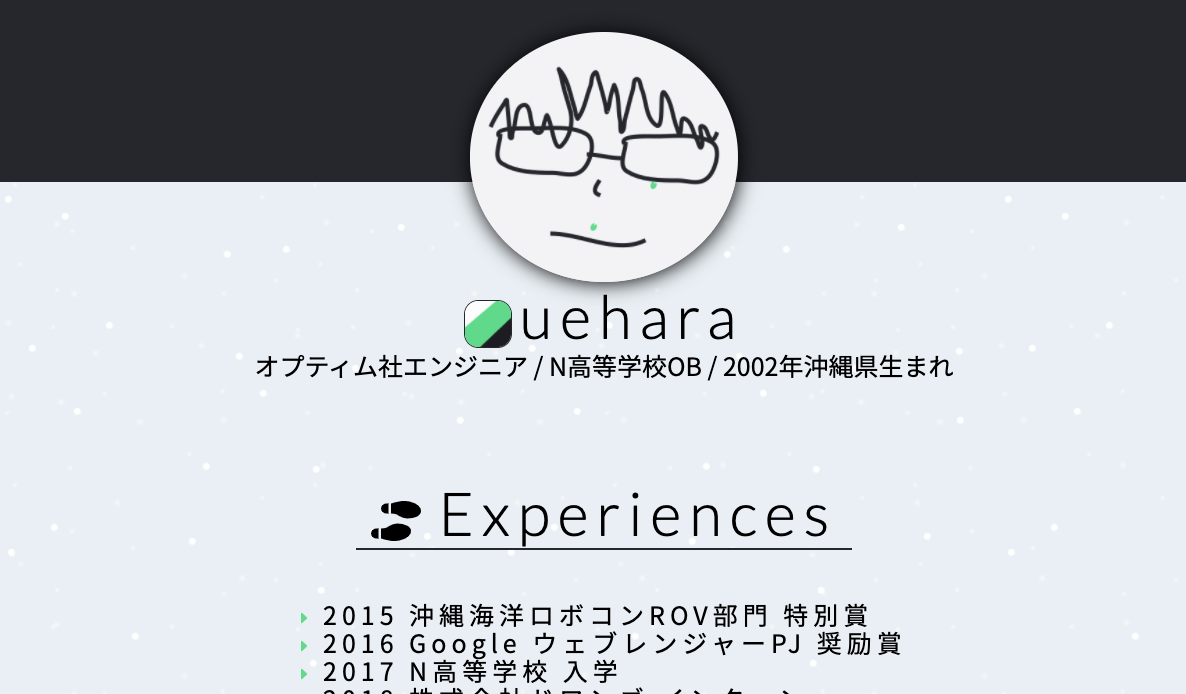 uehara
オプティム社エンジニア / N高等学校OB / 2002年沖縄県生まれ
Experiences
2015 沖縄海洋ロボコンROV部門 特別賞
2016 Google ウェブレンジャーPJ 奨励賞
2017 N高等学校 入学